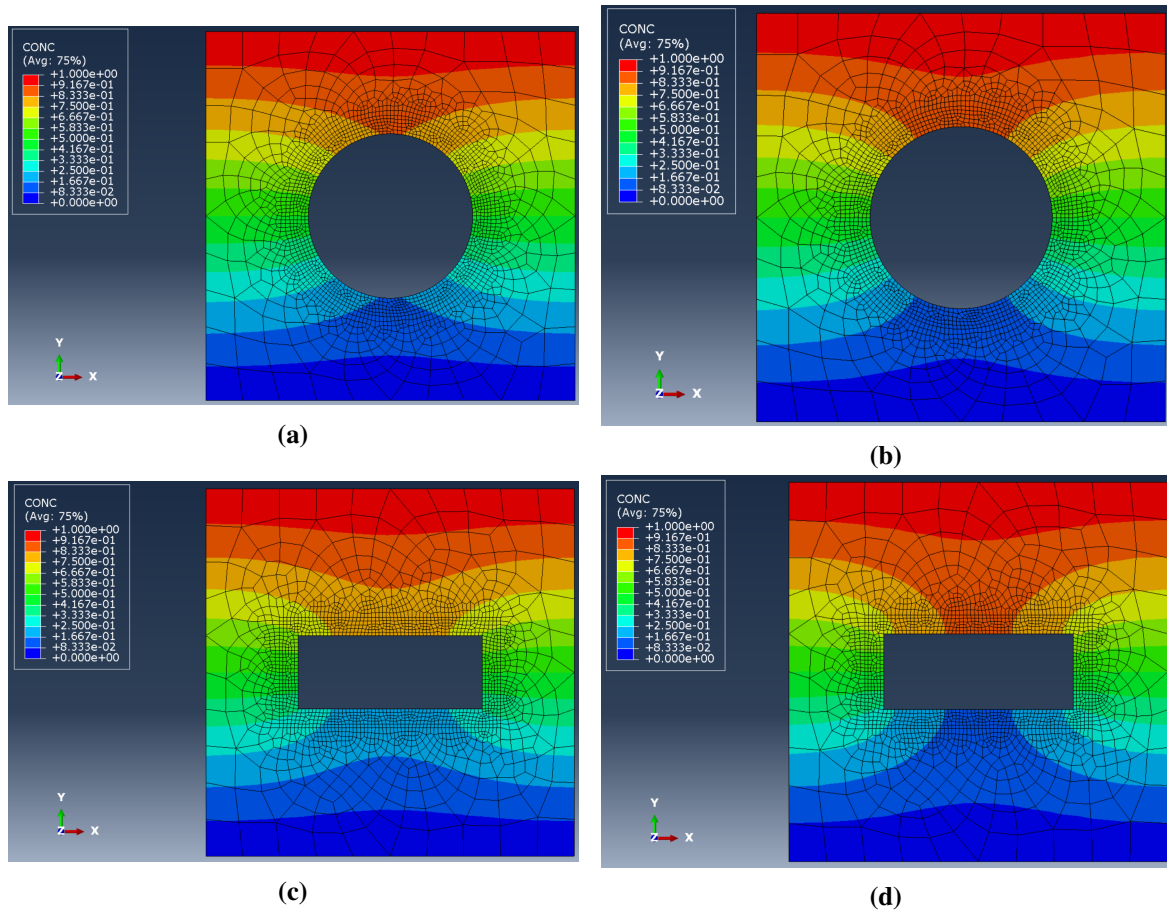 CONC
(Avg: 75%)
+1.000e+00
+9.167e-01
+8.333e-01
+7.500e-01
+6.667e-01
+5.833e-01
+5.000e-01
+4.167e-01
+3.333e-01
+2.500e-01
+1.667e-01
+8.333e-02
+0.000e+00
Y
Z X
(a)
CONC
(Avg: 75%)
+1.000e+00
+9.167e-01
+8.333e-01
+7.500e-01
+6.667e-01
+5.833e-01
+5.000e-01
+4.167e-01
+3.333e-01
+2.500e-01
+1.667e-01
+8.333e-02
+0.000e+00
Y
Z X
(b)
CONC
(Avg: 75%)
+1.000e+00
+9.167e-01
+8.333e-01
+7.500e-01
+6.667e-01
+5.833e-01
+5.000e-01
+4.167e-01
+3.333e-01
+2.500e-01
+1.667e-01
+8.333e-02
+0.000e+00
Y
Z X
(c)
CONC
(Avg: 75%)
+1.000e+00
+9.167e-01
+8.333e-01
+7.500e-01
+6.667e-01
+5.833e-01
+5.000e-01
+4.167e-01
+3.333e-01
+2.500e-01
+1.667e-01
+8.333e-02
+0.000e+00
Y
Z X
(d)